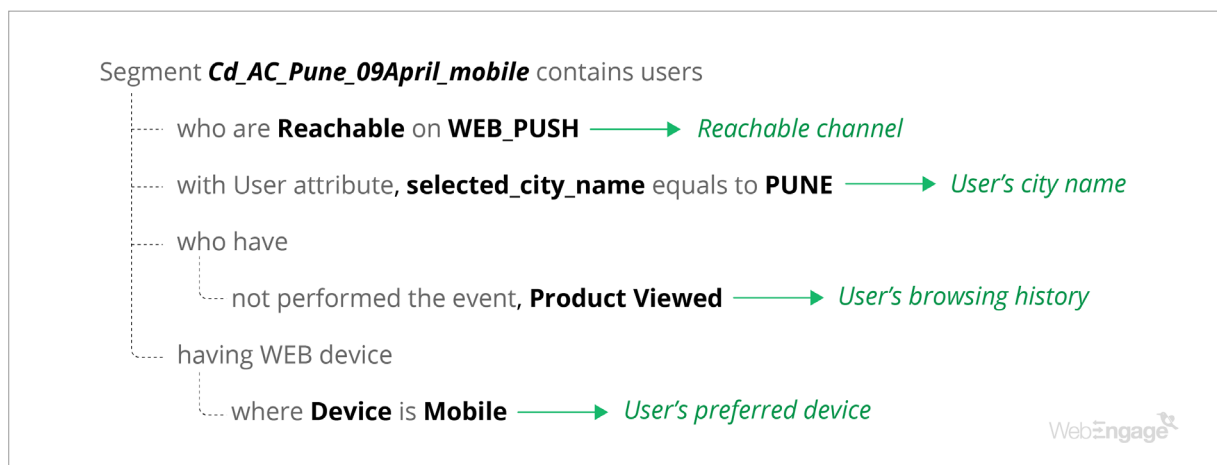 Segment Cd_AC_Pune_09April_mobile contains users
who are Reachable on WEB_PUSH Reachable channel
with User attribute, selected_city_name equals to PUNE User’s city name
who have
not performed the event, Product Viewed User’s browsing history
having WEB device
where Device is Mobile User’s preferred device
WebEngage